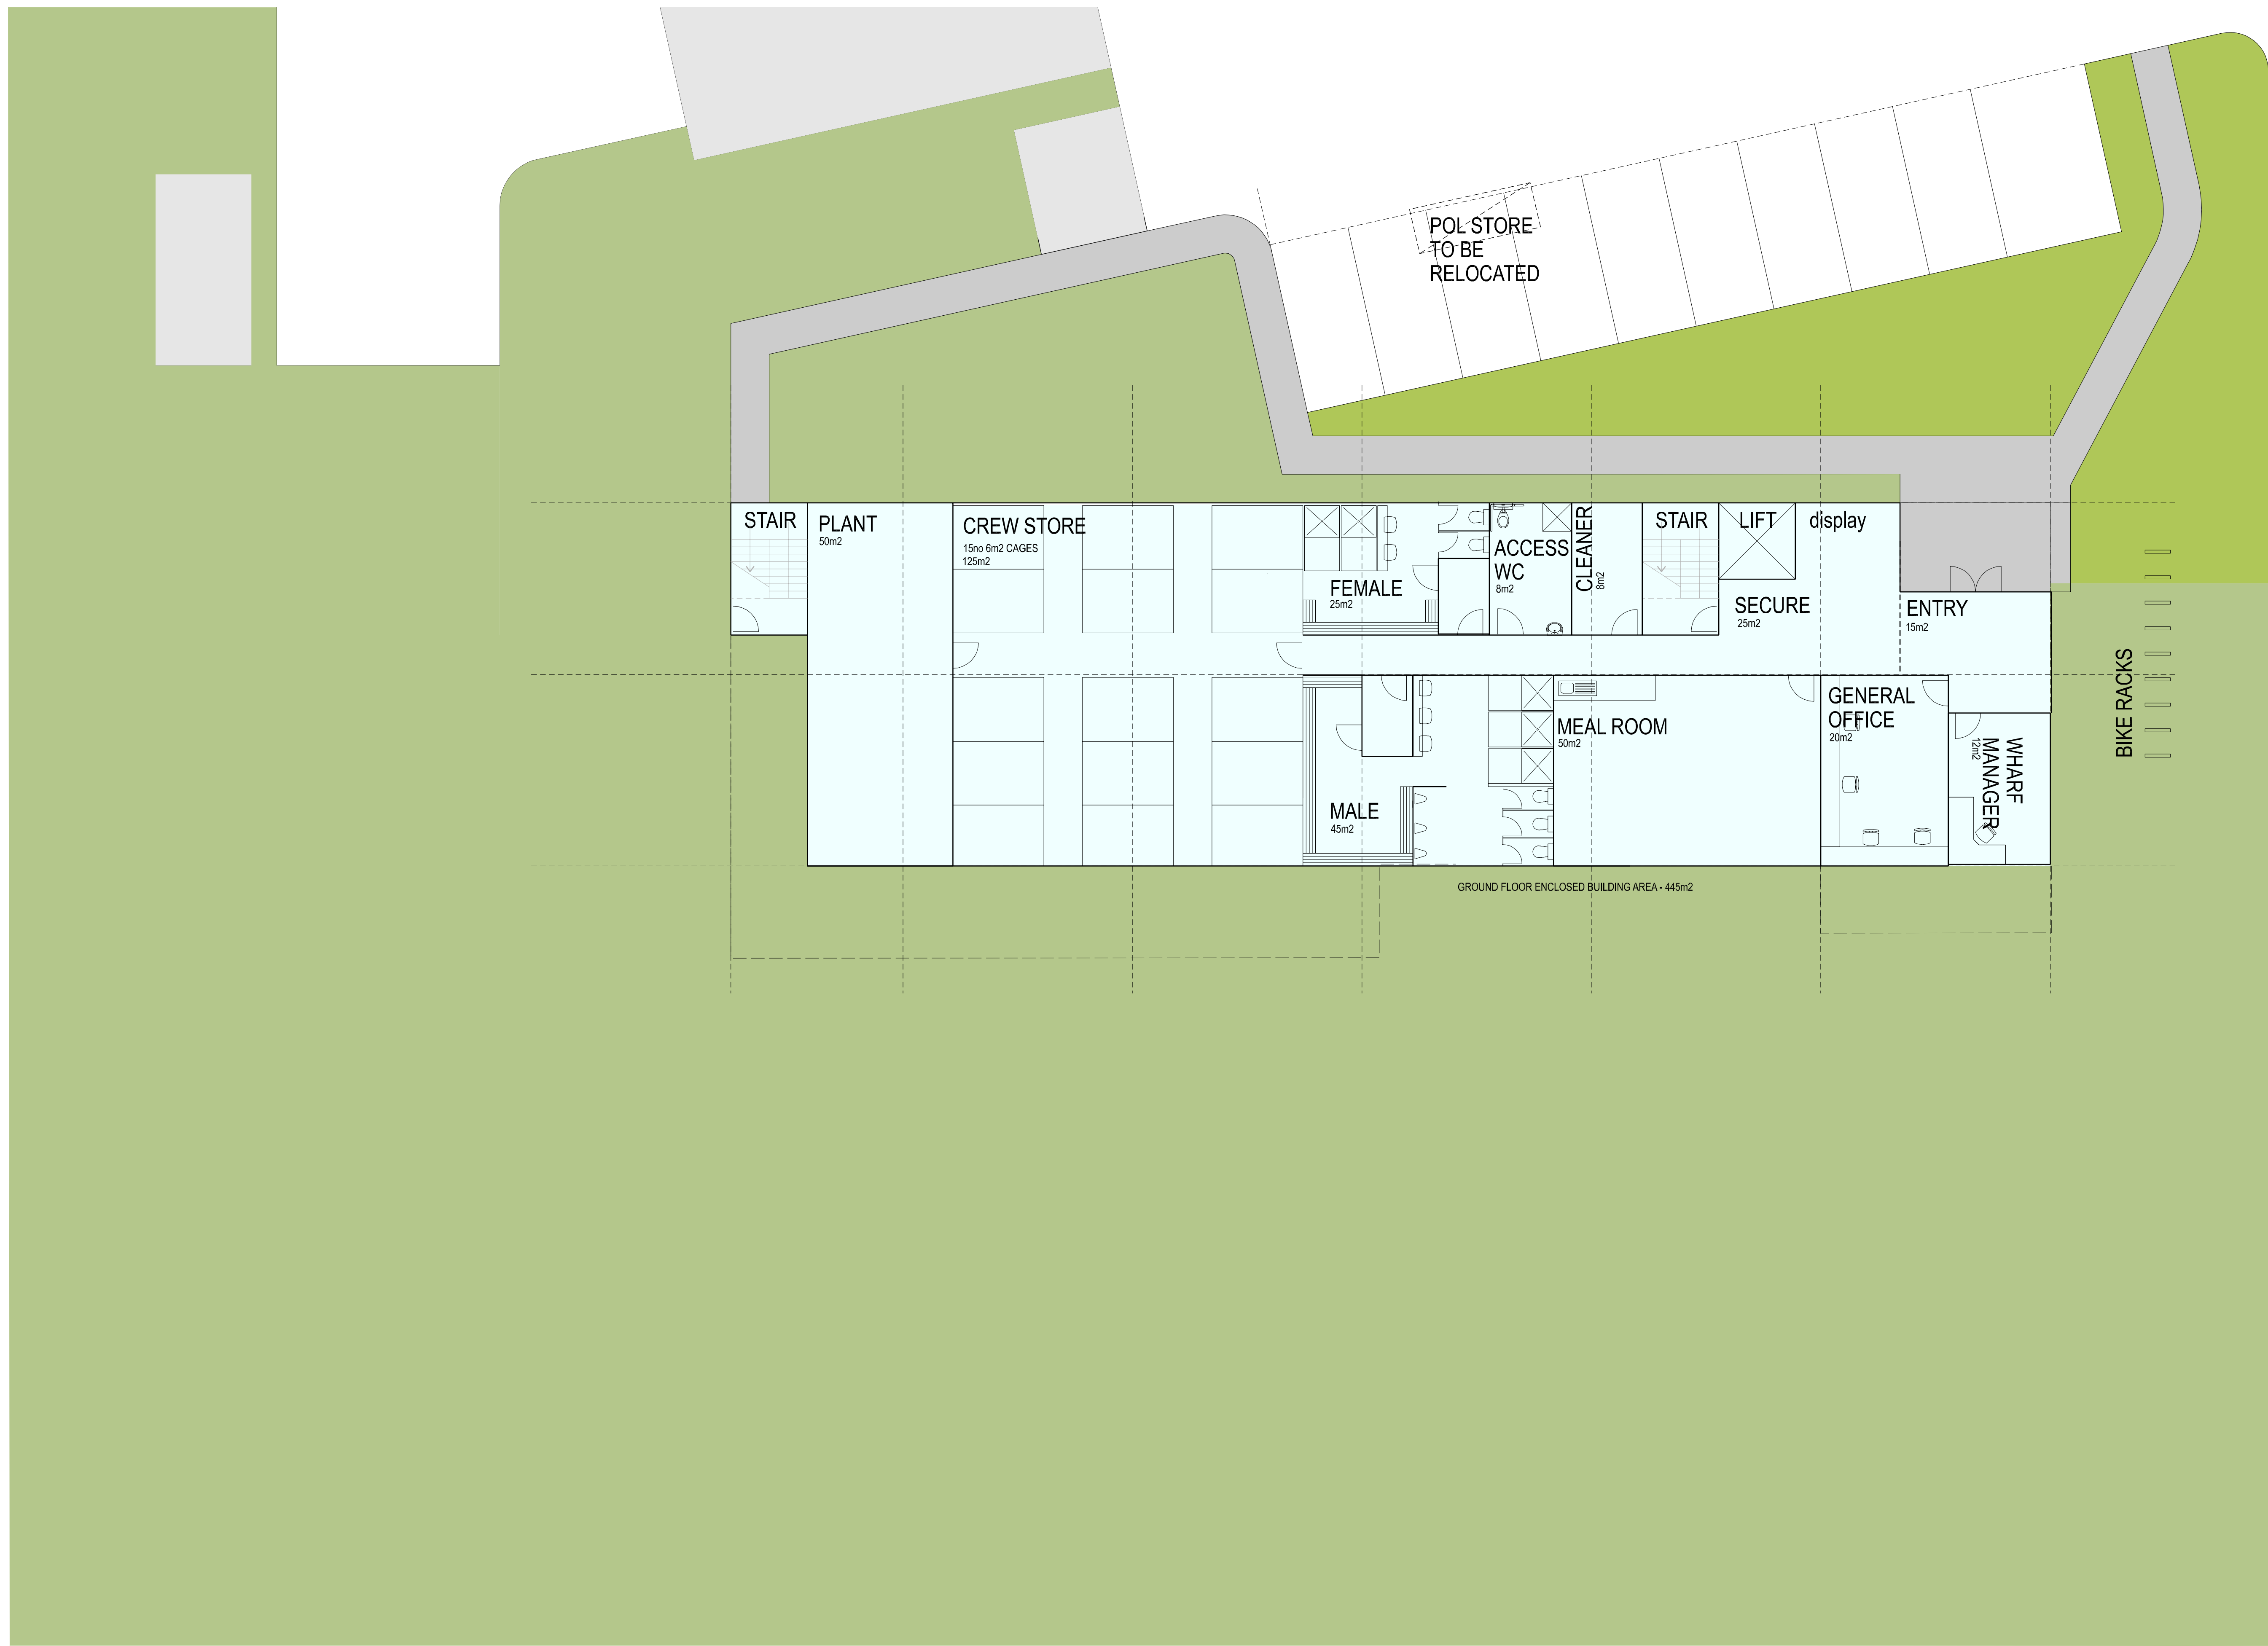 POL STORE
TO BE
RELOCATED
STAIR
PLANT
50m2
CREW STORE
15no 6m2 CAGES
125m2
FEMALE
25m2
ACCESS
WC
8m2
CLEANER
8m2
STAIR
LIFT
display
SECURE
25m2
ENTRY
15m2
MALE
45m2
MEAL ROOM
50m2
GENERAL
OFFICE
20m2
WHARF
MANAGER
12m2
BIKE RACKS
GROUND FLOOR ENCLOSED BUILDING AREA - 445m2